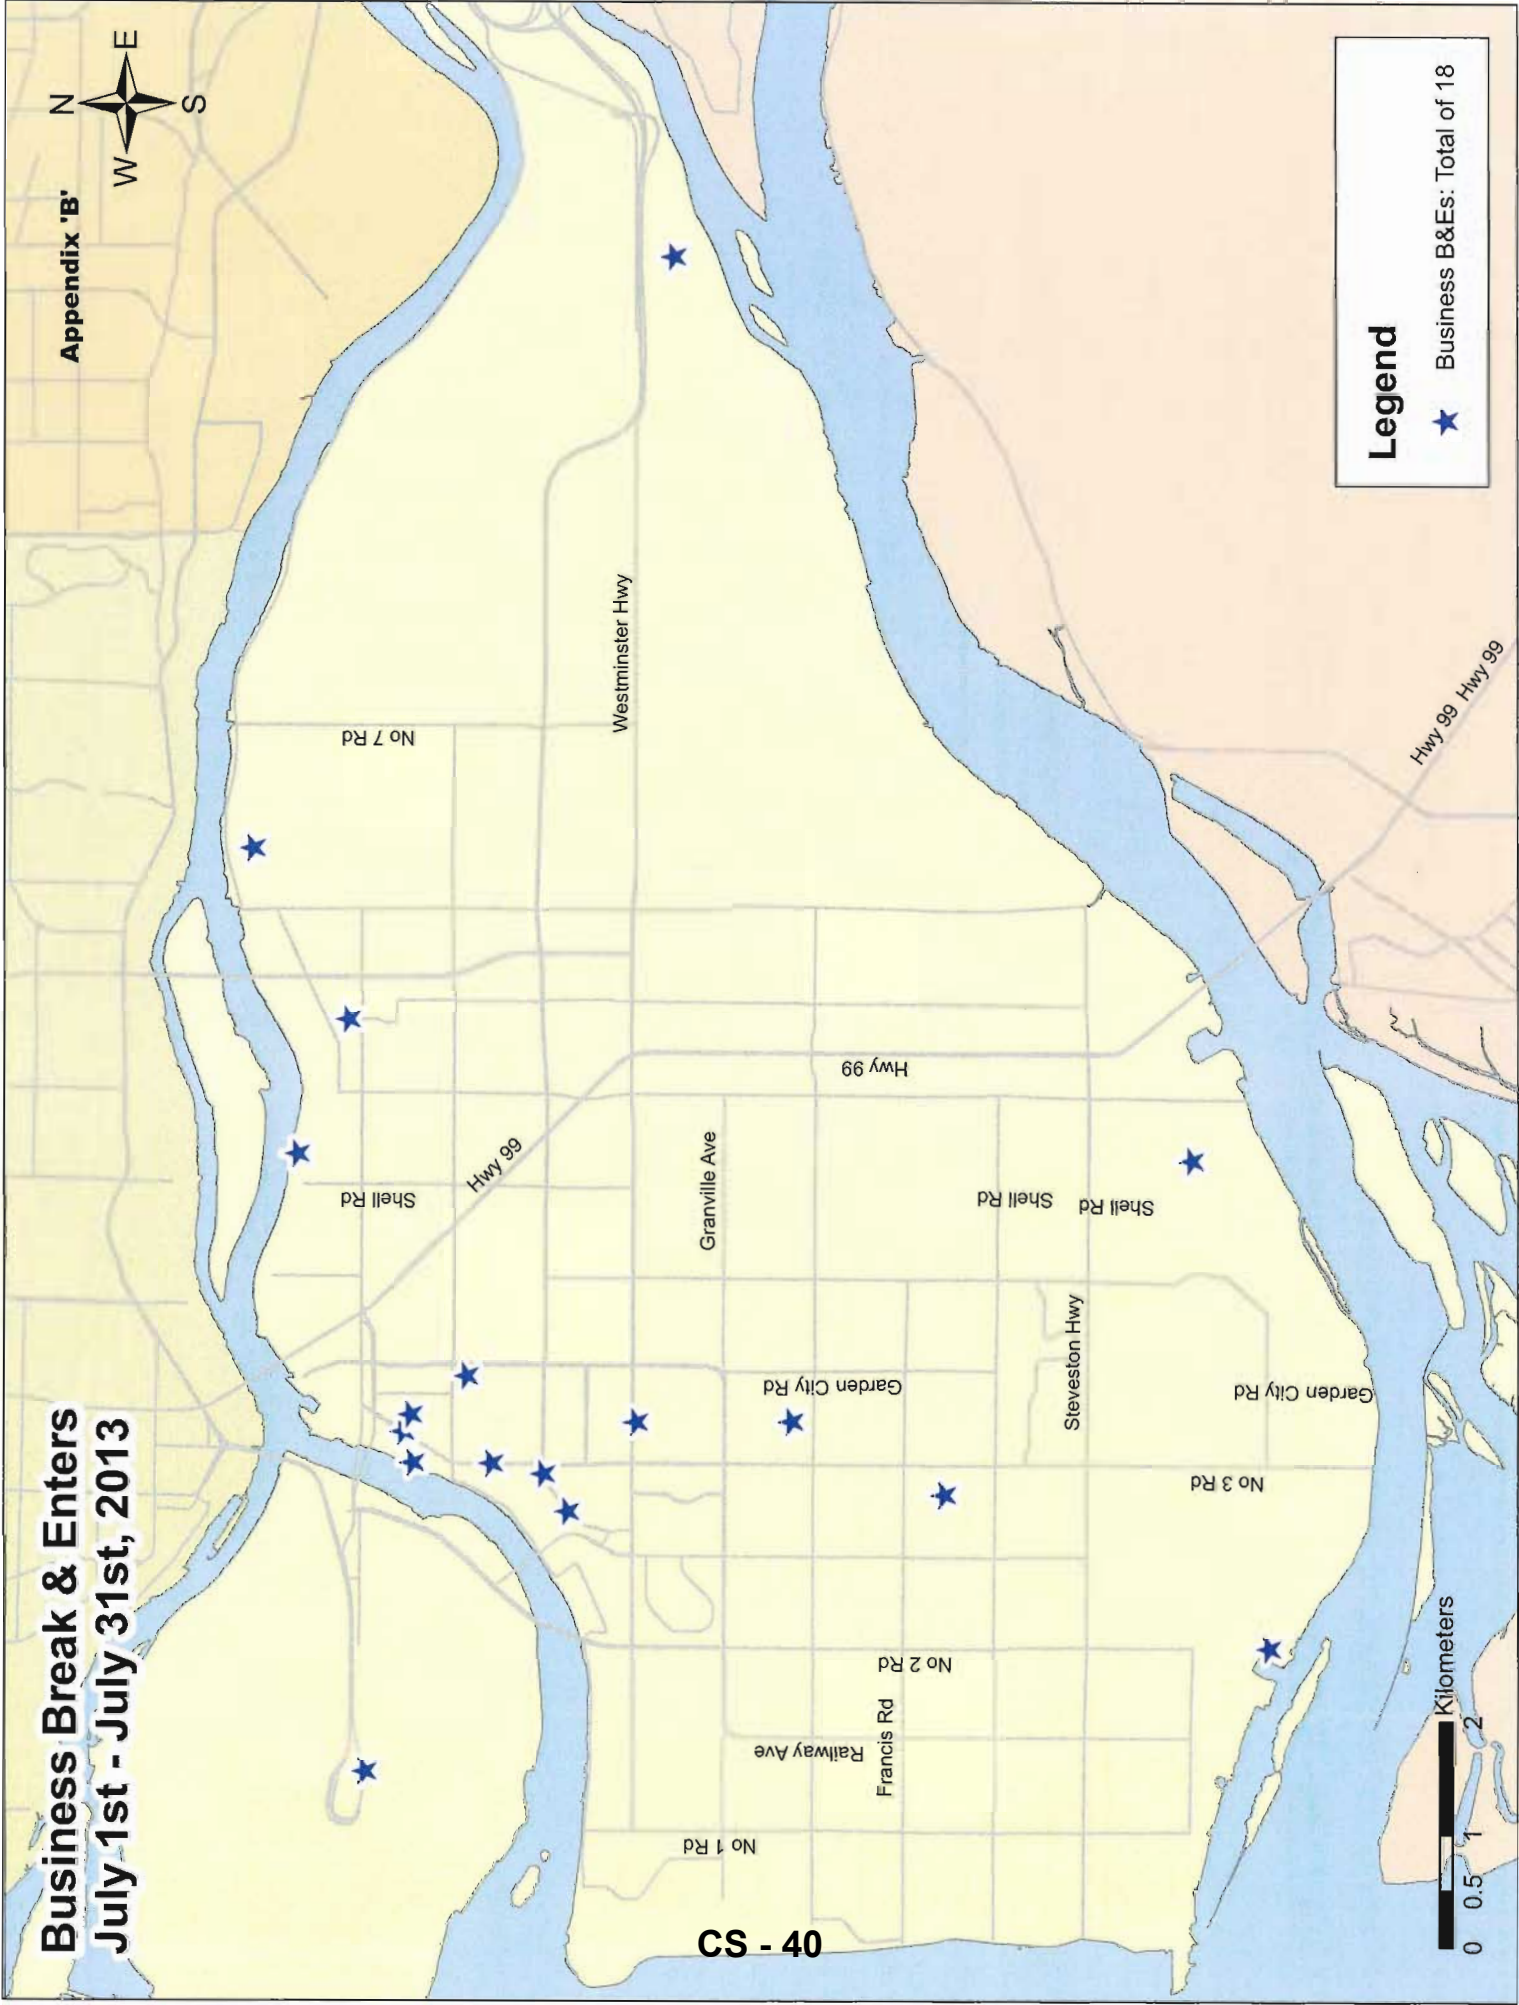 Business Break & Enters
July 1st - July 31st, 2013
Appendix 'B'
N
W E
S
No 7 Rd
Westminster Hwy
Hwy 99
Shell Rd
Hwy 99
Granville Ave
Shell Rd
Shell Rd
Garden City Rd
Steveston Hwy
Garden City Rd
No 3 Rd
No 2 Rd
Francis Rd
Railway Ave
No 1 Rd
Hwy 99
Hwy 99
Kilometers
0 0.5 1 2
Legend
Business B&Es: Total of 18
CS - 40